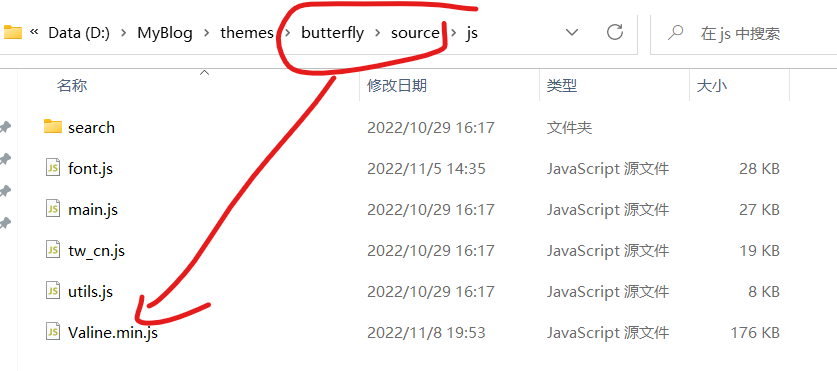 « Data (D:) › MyBlog › themes › butterfly › source › js 在 js 中搜索
名称 修改日期 类型 大小
search 2022/10/29 16:17 文件夹
JS font.js 2022/11/5 14:35 JavaScript 源文件 28 KB
JS main.js 2022/10/29 16:17 JavaScript 源文件 27 KB
JS tw_cn.js 2022/10/29 16:17 JavaScript 源文件 19 KB
JS utils.js 2022/10/29 16:17 JavaScript 源文件 8 KB
JS Valine.min.js 2022/11/8 19:53 JavaScript 源文件 176 KB